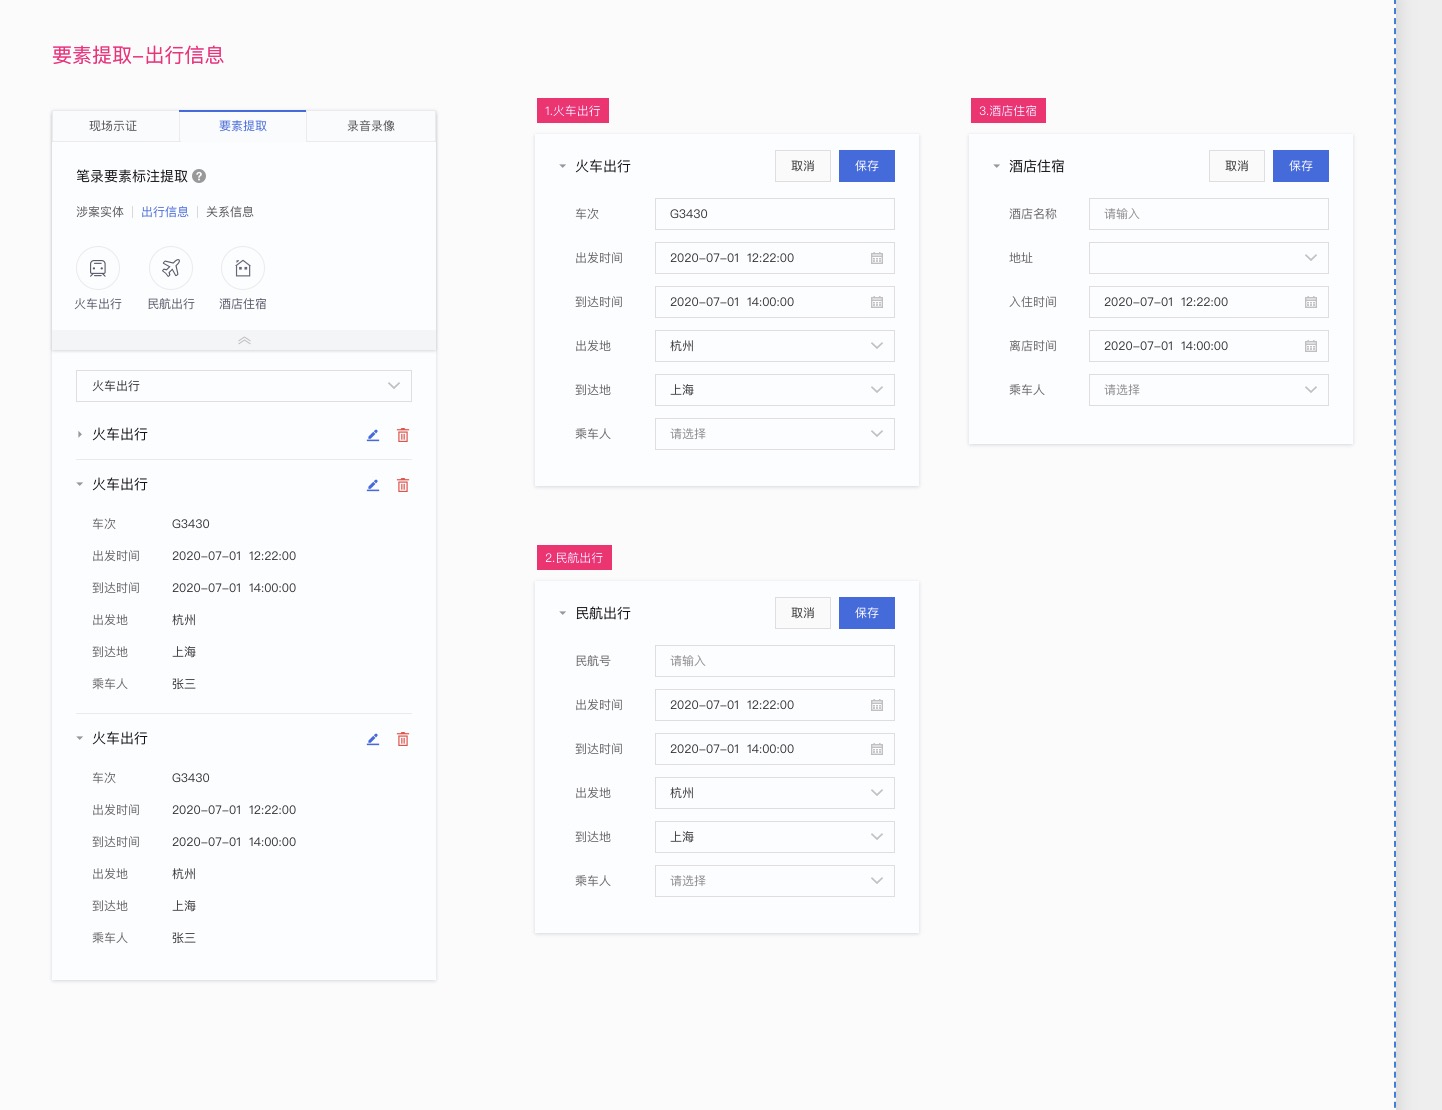 要素提取-出行信息
现场示证 要素提取 录音录像
笔录要素标注提取 ?
涉案实体 出行信息 关系信息
火车出行 民航出行 酒店住宿
火车出行
火车出行
火车出行
车次 G3430
出发时间 2020-07-01 12:22:00
到达时间 2020-07-01 14:00:00
出发地 杭州
到达地 上海
乘车人 张三
火车出行
车次 G3430
出发时间 2020-07-01 12:22:00
到达时间 2020-07-01 14:00:00
出发地 杭州
到达地 上海
乘车人 张三
1.火车出行
火车出行 取消 保存
车次 G3430
出发时间 2020-07-01 12:22:00
到达时间 2020-07-01 14:00:00
出发地 杭州
到达地 上海
乘车人 请选择
2.民航出行
民航出行 取消 保存
民航号 请输入
出发时间 2020-07-01 12:22:00
到达时间 2020-07-01 14:00:00
出发地 杭州
到达地 上海
乘车人 请选择
3.酒店住宿
酒店住宿 取消 保存
酒店名称 请输入
地址
入住时间 2020-07-01 12:22:00
离店时间 2020-07-01 14:00:00
乘车人 请选择